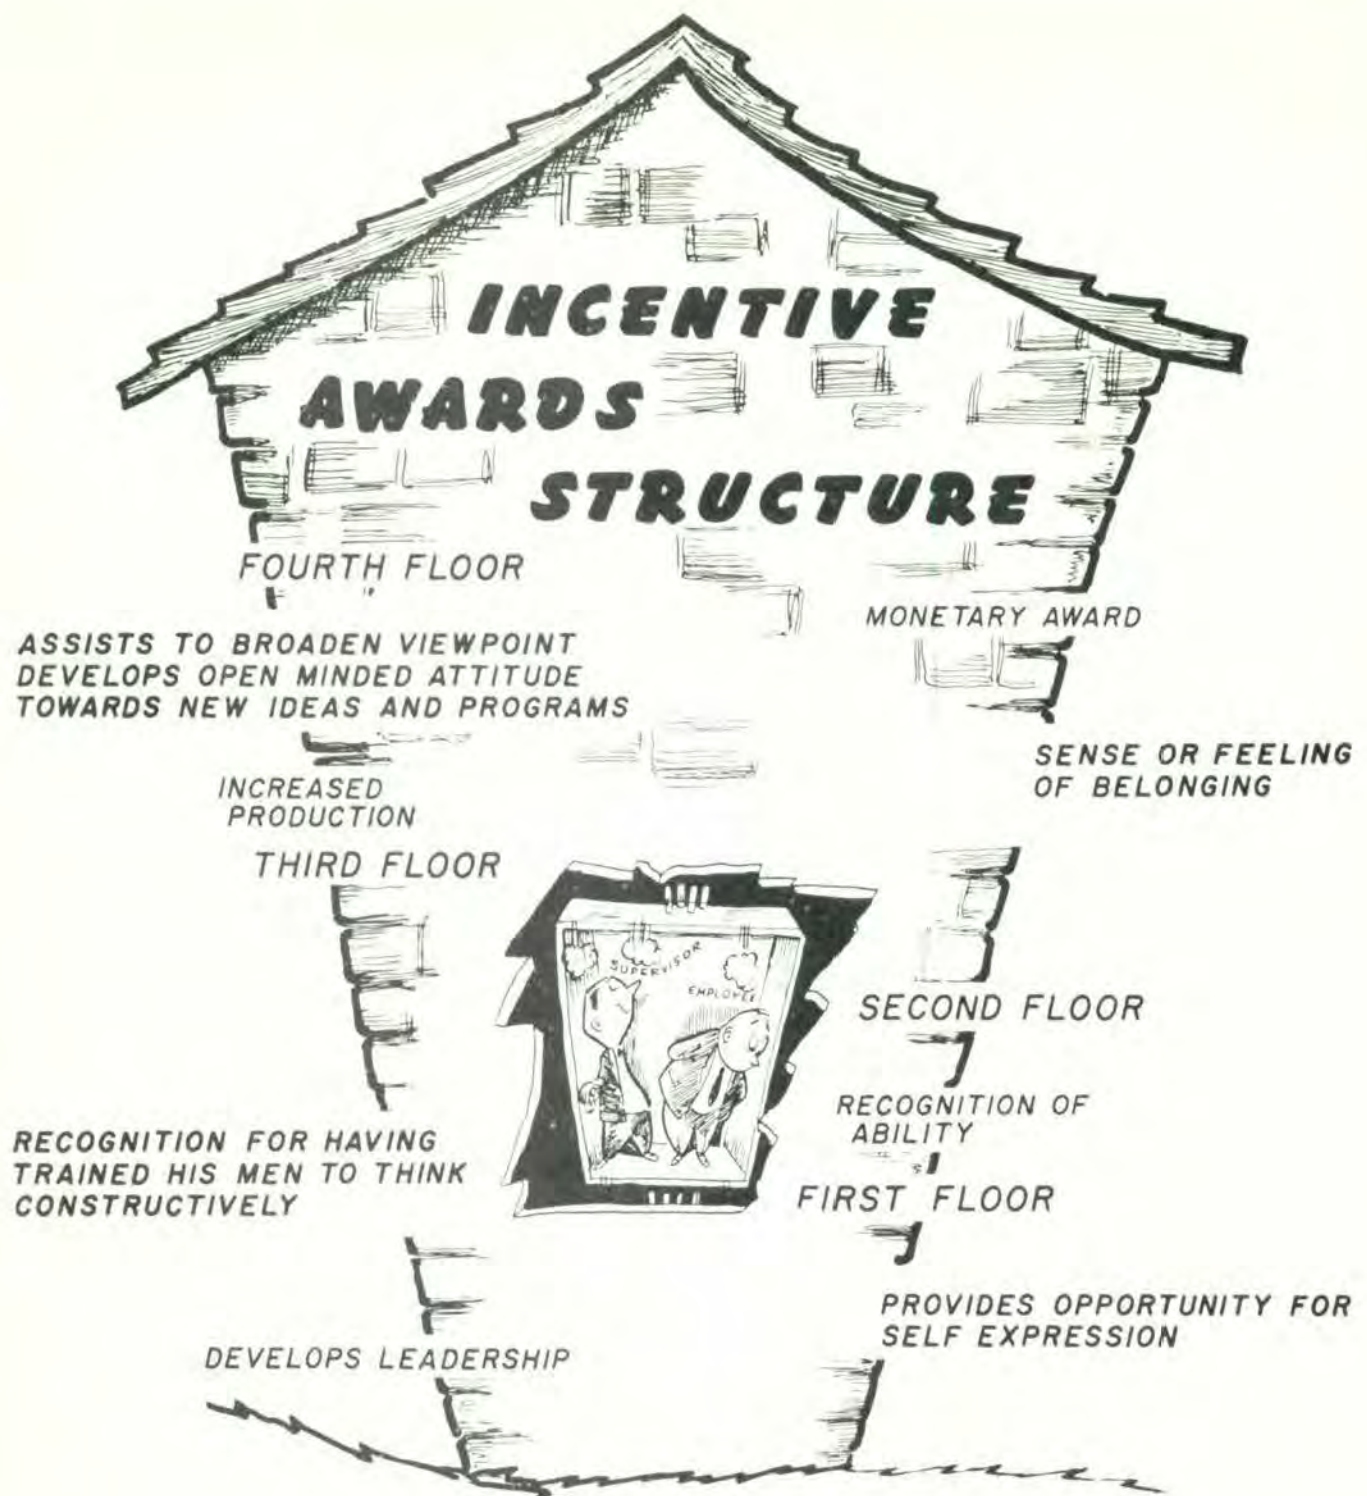 INCENTIVE
AWARDS
STRUCTURE
FOURTH FLOOR
MONETARY AWARD
ASSISTS TO BROADEN VIEWPOINT
DEVELOPS OPEN MINDED ATTITUDE
TOWARDS NEW IDEAS AND PROGRAMS
SENSE OR FEELING
OF BELONGING
INCREASED
PRODUCTION
THIRD FLOOR
SUPERVISOR
EMPLOYEE
SECOND FLOOR
RECOGNITION OF
ABILITY
RECOGNITION FOR HAVING
TRAINED HIS MEN TO THINK
CONSTRUCTIVELY
FIRST FLOOR
PROVIDES OPPORTUNITY FOR
SELF EXPRESSION
DEVELOPS LEADERSHIP